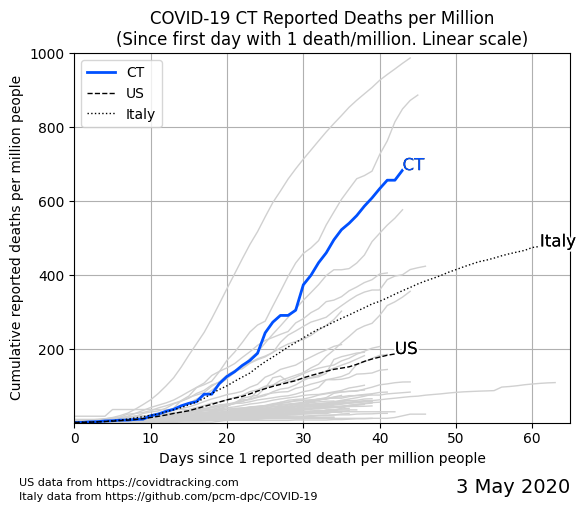 COVID-19 CT Reported Deaths per Million
(Since first day with 1 death/million. Linear scale)
Cumulative reported deaths per million people
1000
800
600
400
200
CT
US
Italy
CT
Italy
US
0
10
20
30
40
50
60
Days since 1 reported death per million people
US data from https://covidtracking.com
Italy data from https://github.com/pcm-dpc/COVID-19
3 May 2020